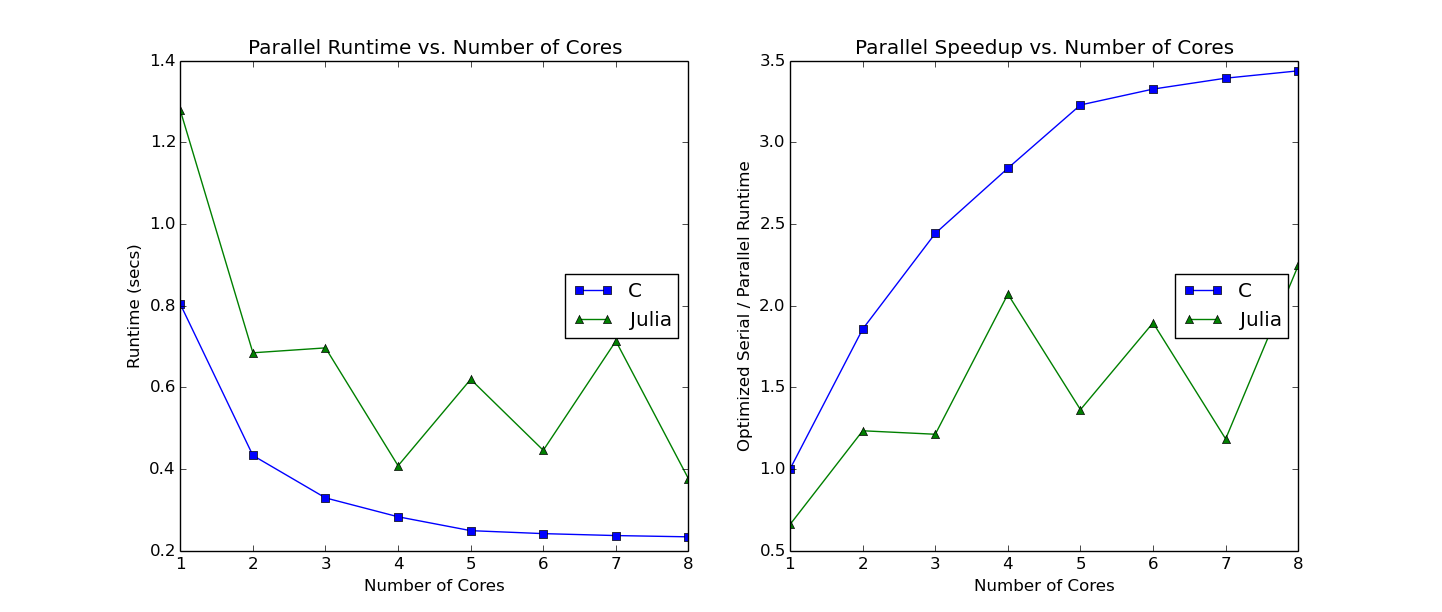 Parallel Runtime vs. Number of Cores
1.4
1.2
1.0
0.8
0.6
0.4
0.2
Runtime (secs)
C
Julia
1 2 3 4 5 6 7 8
Number of Cores
Parallel Speedup vs. Number of Cores
3.5
3.0
2.5
2.0
1.5
1.0
0.5
Optimized Serial / Parallel Runtime
C
Julia
1 2 3 4 5 6 7 8
Number of Cores